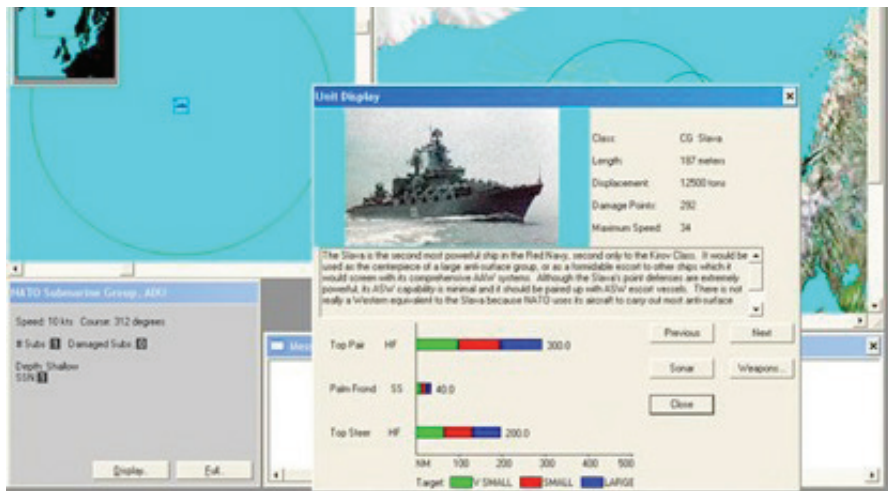 Unit Display
Class: CG Slava
Length: 187 meters
Displacement: 12500 tons
Damage Points: 292
Maximum Speed: 34
The Slava is the second most powerful ship in the Red Navy, second only to the Kirov Class. It would be
used as the centerpiece of a large anti-surface group, or as a formidable escort to other ships which it
would screen with its comprehensive AAW systems. Although the Slava's point defenses are extremely
powerful, its ASW capability is minimal and it should be paired up with ASW escort vessels. There is not
really a Western equivalent to the Slava because NATO uses its aircraft to carry out most anti-surface
NATO Submarine Group,
Speed: 10 kts Course: 312 degrees
# Subs: 1 Damaged Subs: 0
Depth: Shallow
SSN: 1
Display.. Full..
Mess
Top Pair HF 300.0
Palm Frond SS 40.0
Top Steer HF 200.0
NM 100 200 300 400 500
Target: V SMALL SMALL LARGE
Previous Next
Sonar Weapons...
Close